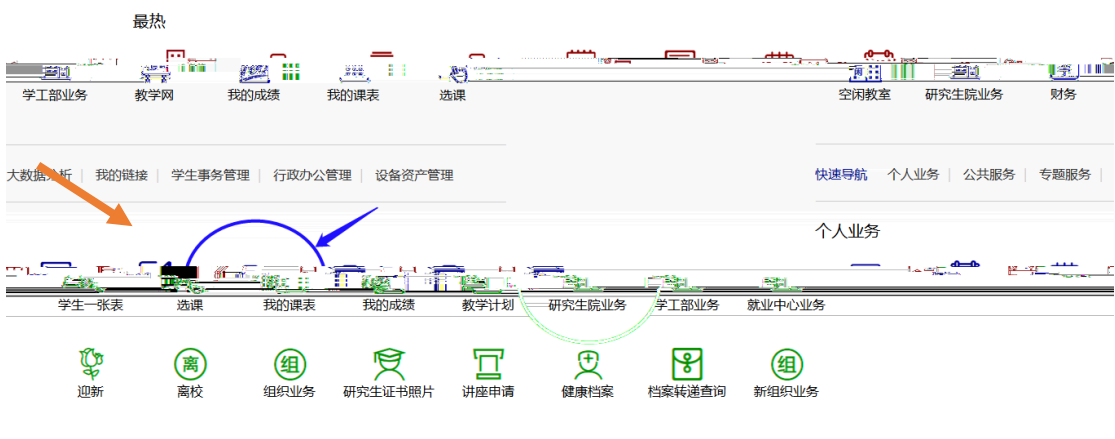 最热
学工部业务 教学网 我的成绩 我的课表 选课 空闲教室 研究生院业务 财务
大数据分析 | 我的链接 | 学生事务管理 | 行政办公管理 | 设备资产管理 快速导航 个人业务 | 公共服务 | 专题服务 |
个人业务
学生一张表 选课 我的课表 我的成绩 教学计划 研究生院业务 学工部业务 就业中心业务
离 组 组
迎新 离校 组织业务 研究生证书照片 讲座申请 健康档案 档案转递查询 新组织业务